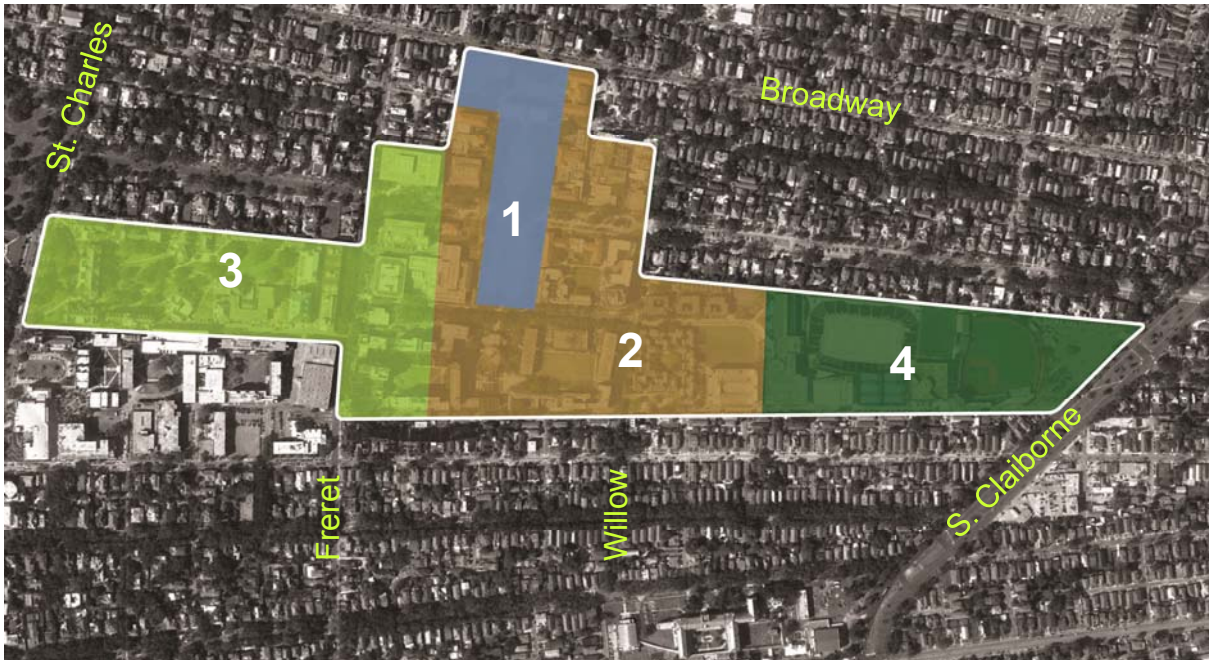 St. Charles
Broadway
1
3
2
4
S. Claiborne
Freret
Willow